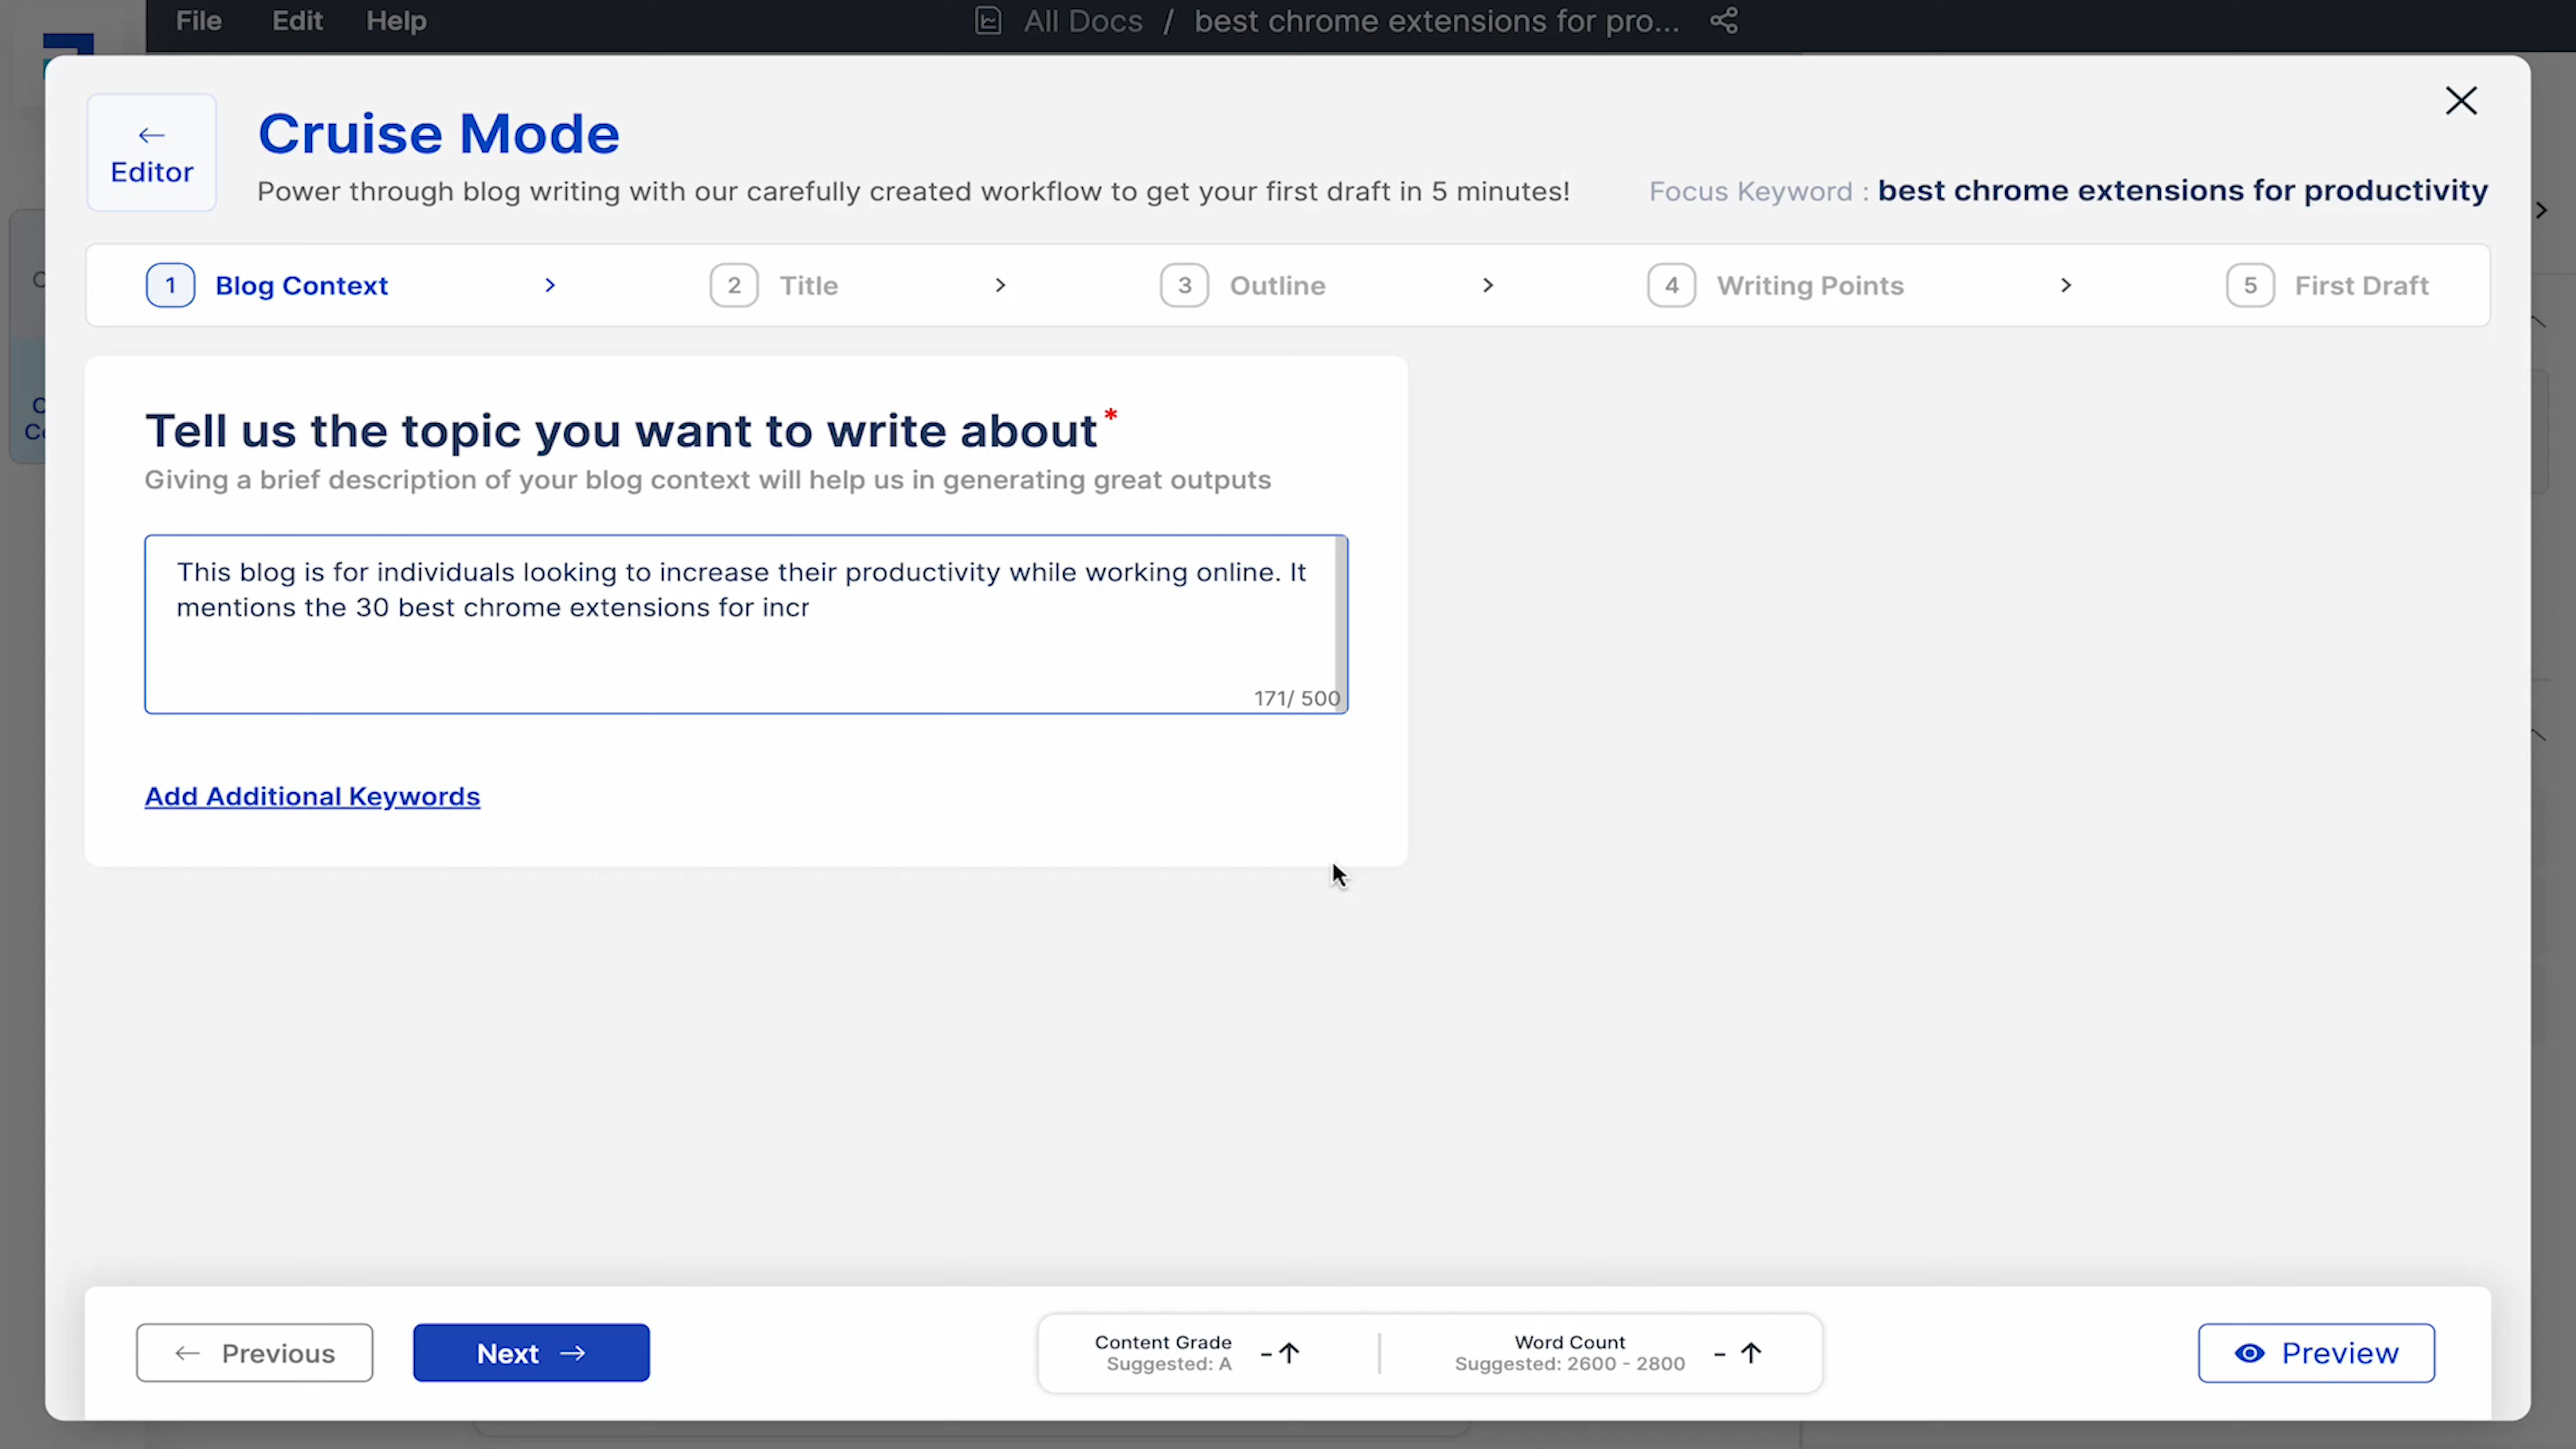 File Edit Help
All Docs / best chrome extensions for pro...
← Editor
Cruise Mode
Power through blog writing with our carefully created workflow to get your first draft in 5 minutes!
Focus Keyword : best chrome extensions for productivity
1 Blog Context > 2 Title > 3 Outline > 4 Writing Points > 5 First Draft
Tell us the topic you want to write about*
Giving a brief description of your blog context will help us in generating great outputs
This blog is for individuals looking to increase their productivity while working online. It
mentions the 30 best chrome extensions for incr
171/ 500
Add Additional Keywords
← Previous
Next →
Content Grade
Suggested: A
-↑
Word Count
Suggested: 2600 - 2800
- ↑
Preview